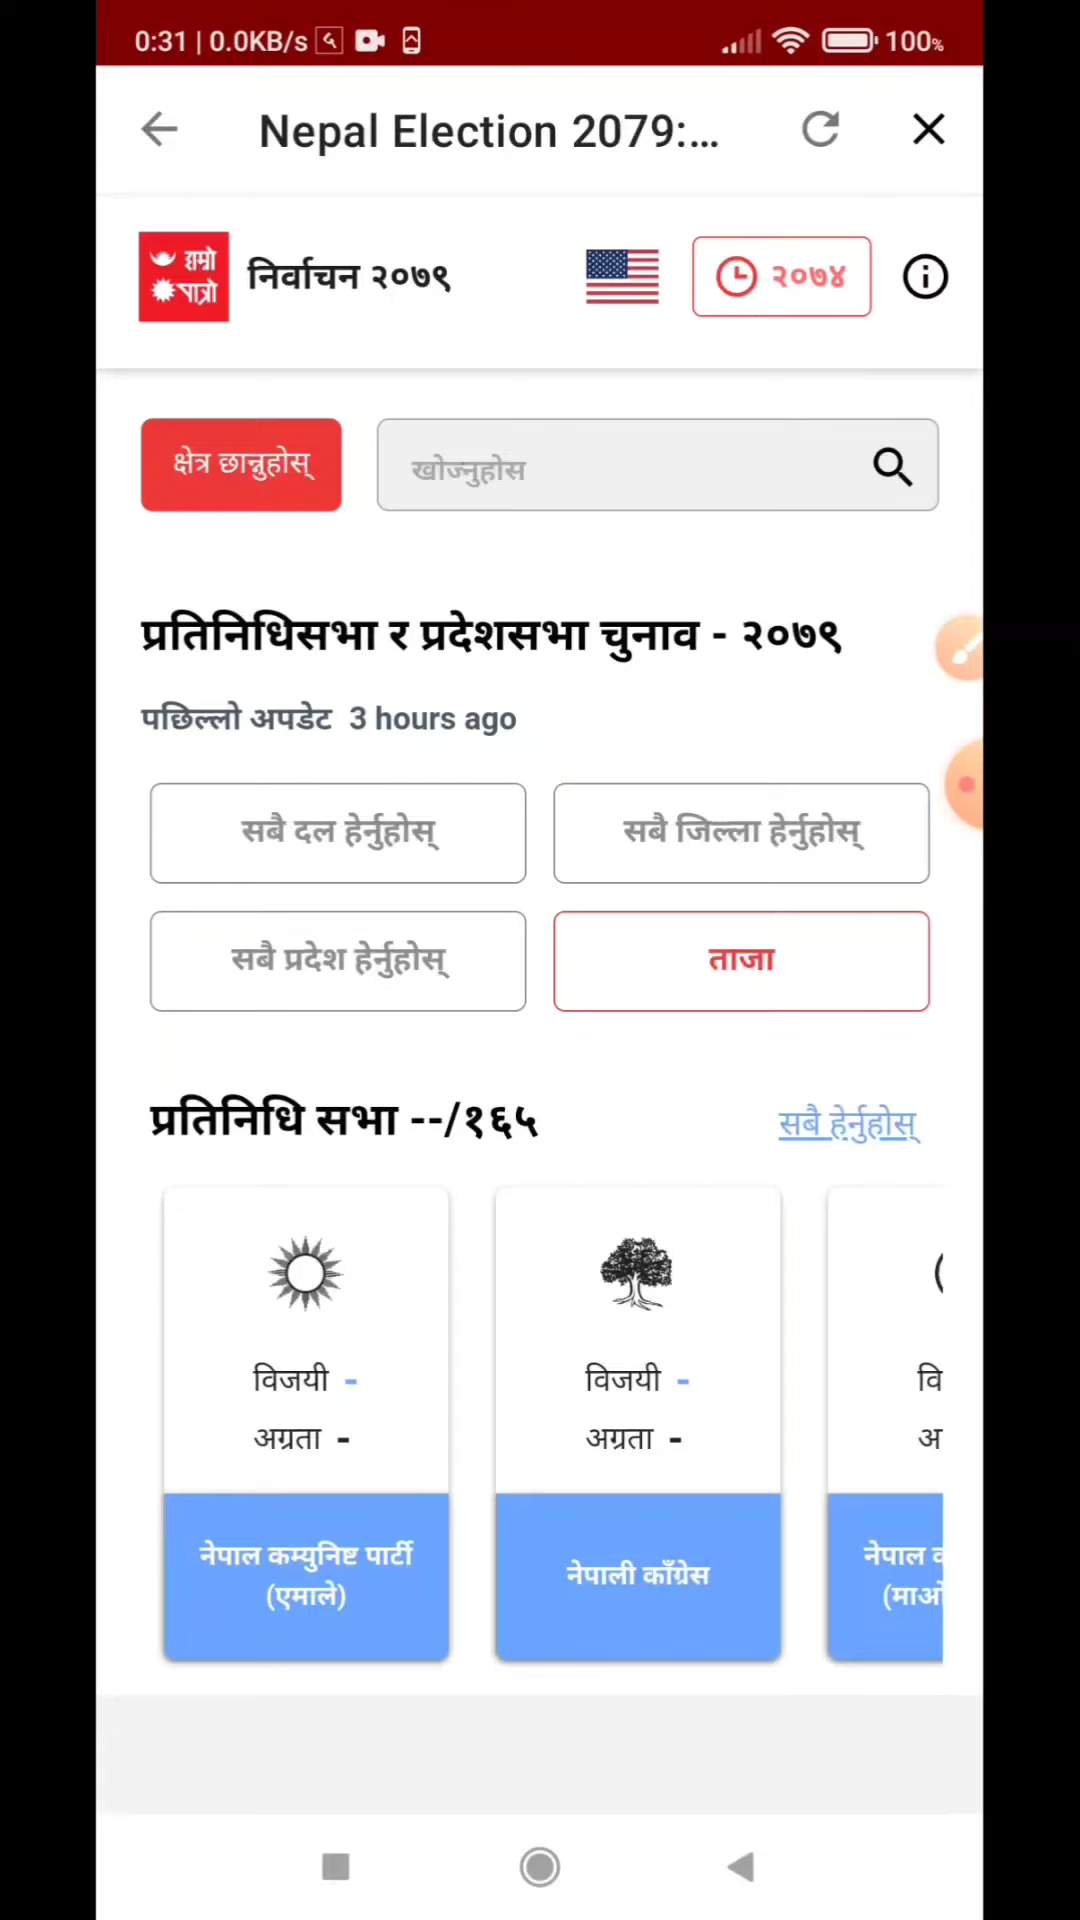 0:31 | 0.0KB/s
100%
Nepal Election 2079:...
हाम्रो
पात्रो
निर्वाचन २०७९
२०७४
क्षेत्र छान्नुहोस्
खोज्नुहोस
प्रतिनिधिसभा र प्रदेशसभा चुनाव - २०७९
पछिल्लो अपडेट 3 hours ago
सबै दल हेर्नुहोस्
सबै जिल्ला हेर्नुहोस्
सबै प्रदेश हेर्नुहोस्
ताजा
प्रतिनिधि सभा --/१६५
सबै हेर्नुहोस्
विजयी -
अग्रता -
नेपाल कम्युनिष्ट पार्टी
(एमाले)
विजयी -
अग्रता -
नेपाली काँग्रेस
वि
अ
नेपाल क
(माओ